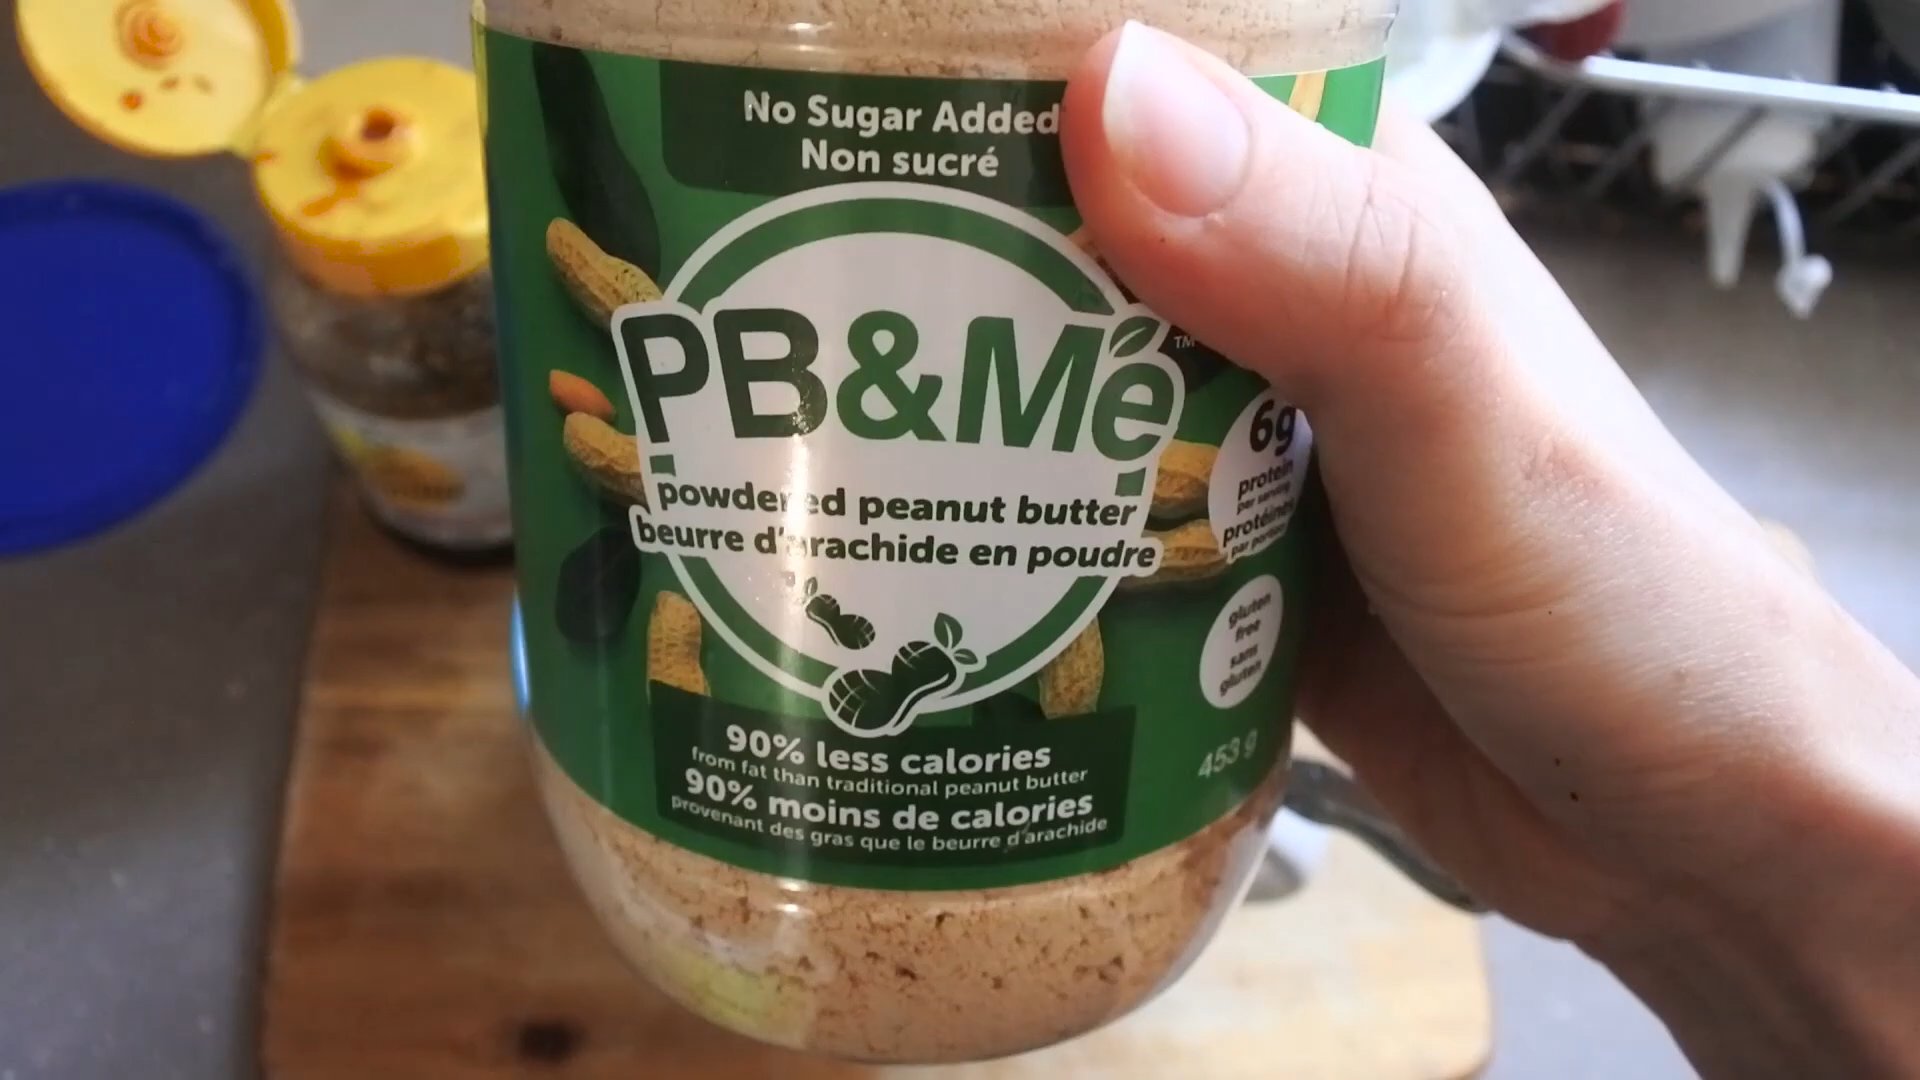 No Sugar Added
Non sucré
PB&Me
TM
powdered peanut butter
beurre d'arachide en poudre
6g
protein
per serving
protéines
par portion
gluten
free
sans
gluten
90% less calories
from fat than traditional peanut butter
90% moins de calories
provenant des gras que le beurre d'arachide
453 g